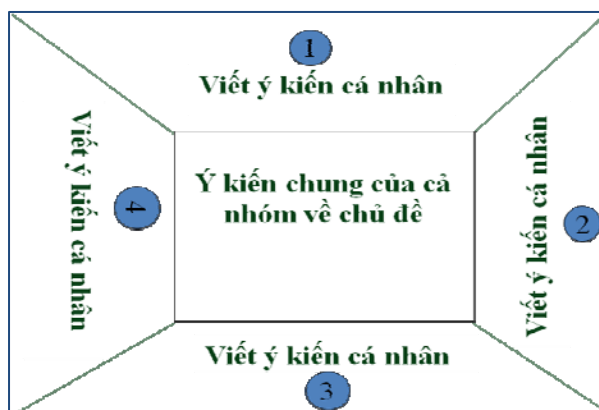 1
Viết ý kiến cá nhân
Ý kiến chung của cả
nhóm về chủ đề
Viết ý kiến cá nhân
2
Viết ý kiến cá nhân
3
Viết ý kiến cá nhân
4